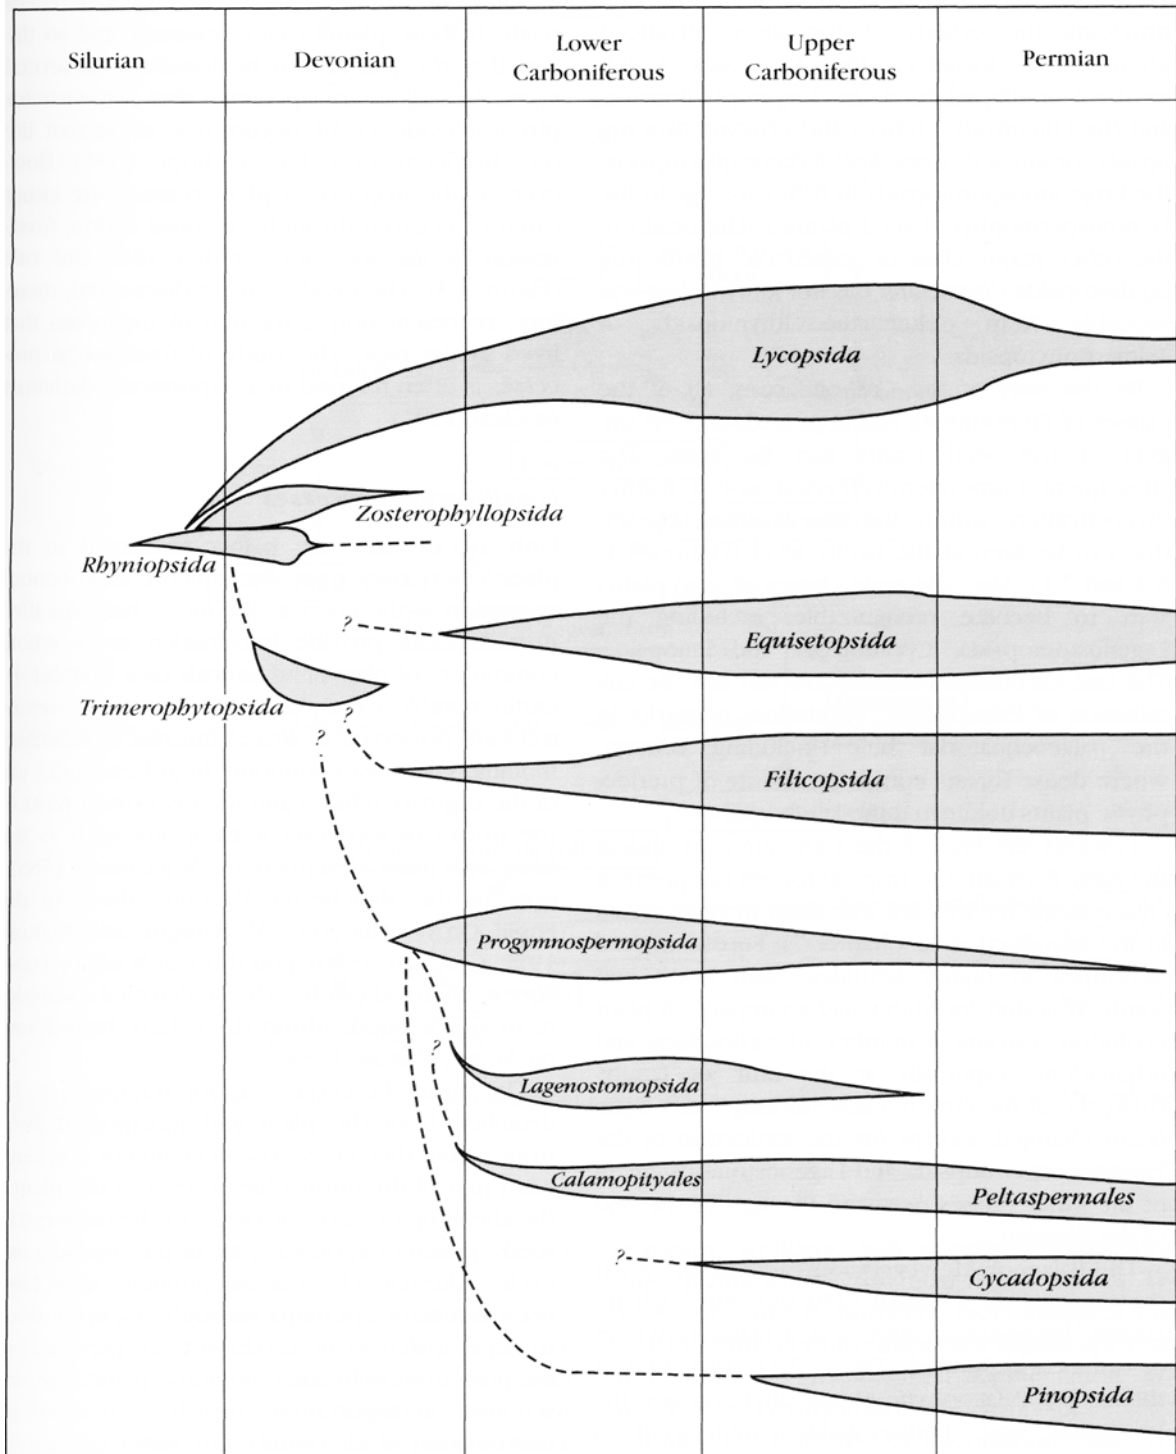 Silurian
Devonian
Lower
Carboniferous
Upper
Carboniferous
Permian
Lycopsida
Zosterophyllopsida
Rhyniopsida
?
Equisetopsida
Trimerophytopsida
?
?
Filicopsida
Progymnospermopsida
?
Lagenostomopsida
Calamopityales
Peltaspermales
?
Cycadopsida
Pinopsida